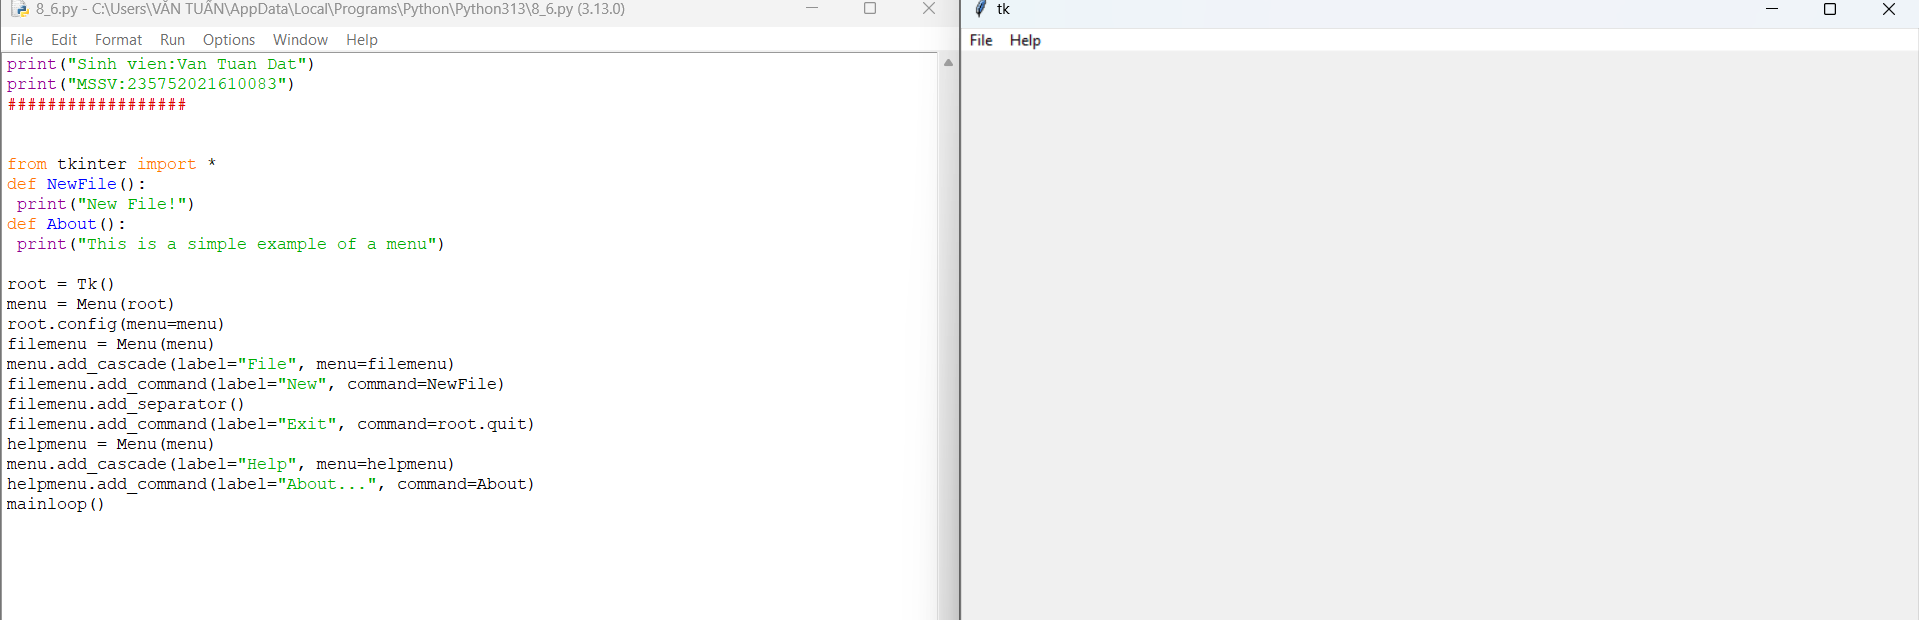 8_6.py - C:\Users\VĂN TUẤN\AppData\Local\Programs\Python\Python313\8_6.py (3.13.0)
File Edit Format Run Options Window Help
print("Sinh vien:Van Tuan Dat")
print("MSSV:235752021610083")
##################
from tkinter import *
def NewFile():
 print("New File!")
def About():
 print("This is a simple example of a menu")
root = Tk()
menu = Menu(root)
root.config(menu=menu)
filemenu = Menu(menu)
menu.add_cascade(label="File", menu=filemenu)
filemenu.add_command(label="New", command=NewFile)
filemenu.add_separator()
filemenu.add_command(label="Exit", command=root.quit)
helpmenu = Menu(menu)
menu.add_cascade(label="Help", menu=helpmenu)
helpmenu.add_command(label="About...", command=About)
mainloop()
tk
File Help